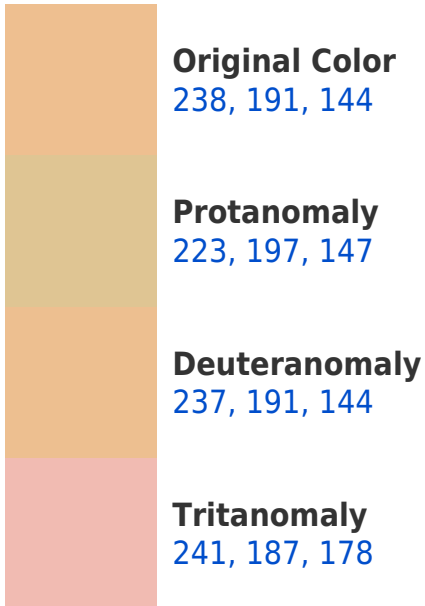 Original Color
238, 191, 144
Protanomaly
223, 197, 147
Deuteranomaly
237, 191, 144
Tritanomaly
241, 187, 178